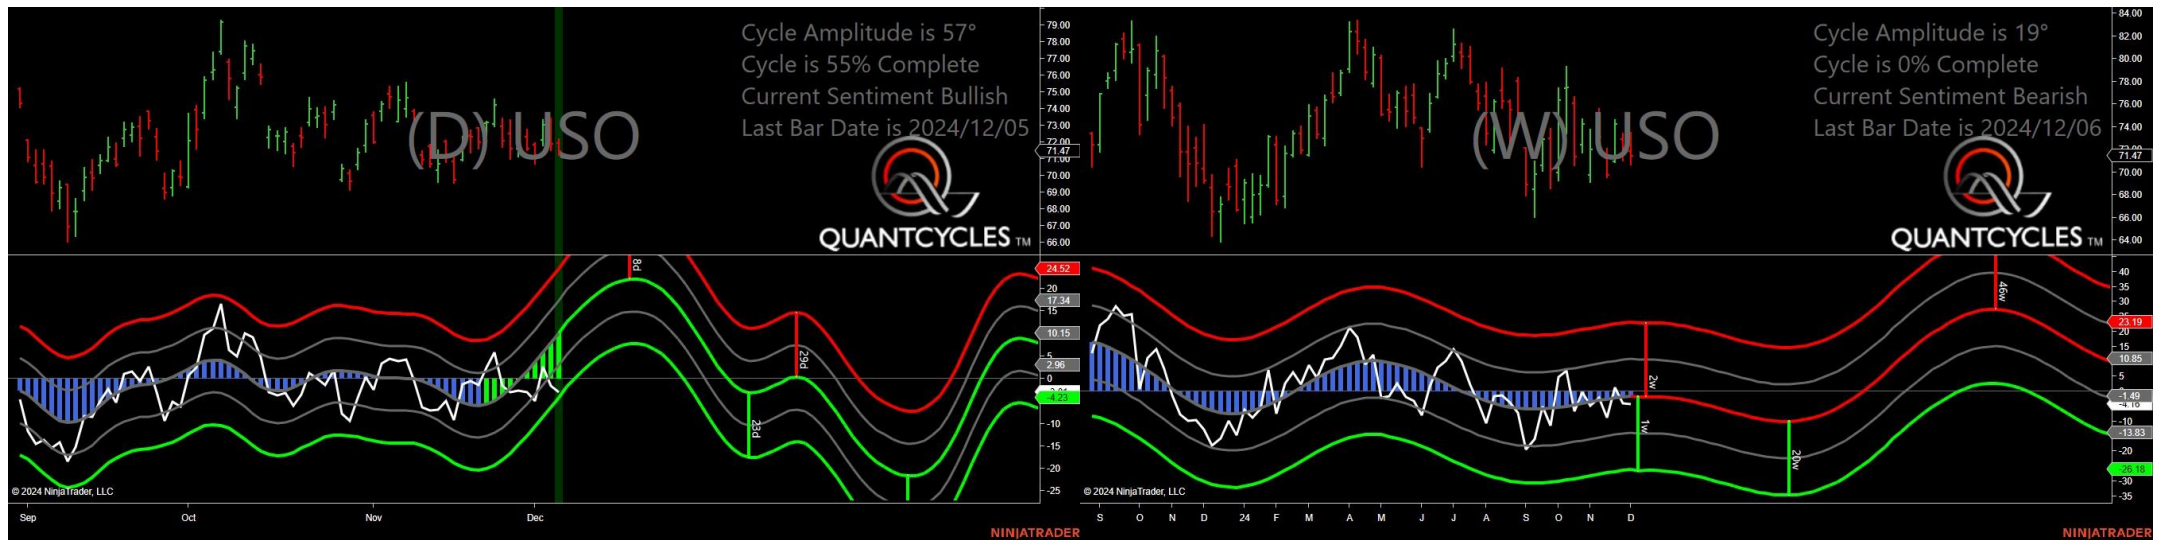 Cycle Amplitude is 57°
Cycle is 55% Complete
Current Sentiment Bullish
Last Bar Date is 2024/12/05
(D) USO
QUANTCYCLES TM
79.00
78.00
77.00
76.00
75.00
74.00
73.00
72.00
71.47
71.00
70.00
69.00
68.00
67.00
66.00
8d
29d
23d
24.52
20
17.34
15
10.15
5
2.96
0
-4.23
-10
-15
-20
-25
© 2024 NinjaTrader, LLC
Sep Oct Nov Dec
NINJATRADER
Cycle Amplitude is 19°
Cycle is 0% Complete
Current Sentiment Bearish
Last Bar Date is 2024/12/06
(W) USO
QUANTCYCLES TM
84.00
82.00
80.00
78.00
76.00
74.00
72.00
71.47
70.00
68.00
66.00
64.00
46w
2w
1w
20w
40
35
30
25
23.19
15
10.85
5
-1.49
-4.16
-10
-13.83
-20
-26.18
-30
-35
© 2024 NinjaTrader, LLC
S O N D 24 F M A M J J A S O N D
NINJATRADER